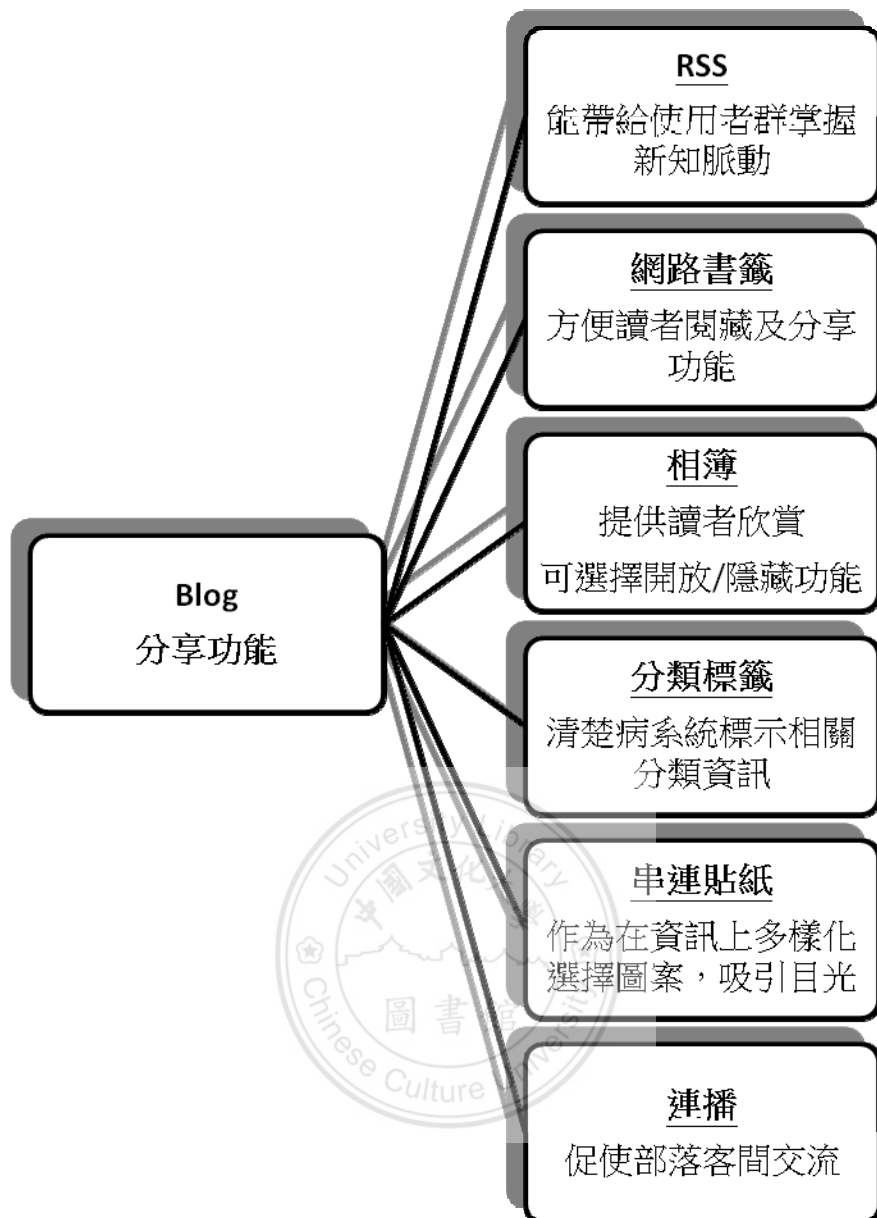 RSS
能帶給使用者群掌握
新知脈動
網路書籤
方便讀者閱藏及分享
功能
相簿
提供讀者欣賞
可選擇開放/隱藏功能
Blog
分享功能
分類標籤
清楚病系統標示相關
分類資訊
串連貼紙
作為在資訊上多樣化
選擇圖案，吸引目光
連播
促使部落客間交流
University Library
中國文化大學
圖書館
Chinese Culture University